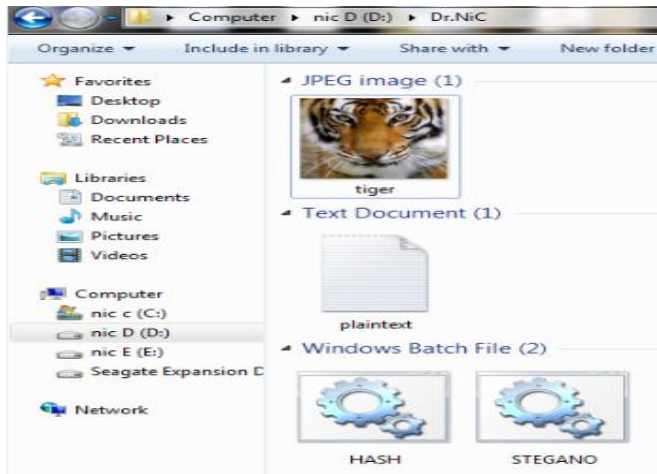 Computer ▸ nic D (D:) ▸ Dr.NiC
Organize Include in library Share with New folder
Favorites
Desktop
Downloads
Recent Places
Libraries
Documents
Music
Pictures
Videos
Computer
nic c (C:)
nic D (D:)
nic E (E:)
Seagate Expansion D
Network
JPEG image (1)
tiger
Text Document (1)
plaintext
Windows Batch File (2)
HASH STEGANO